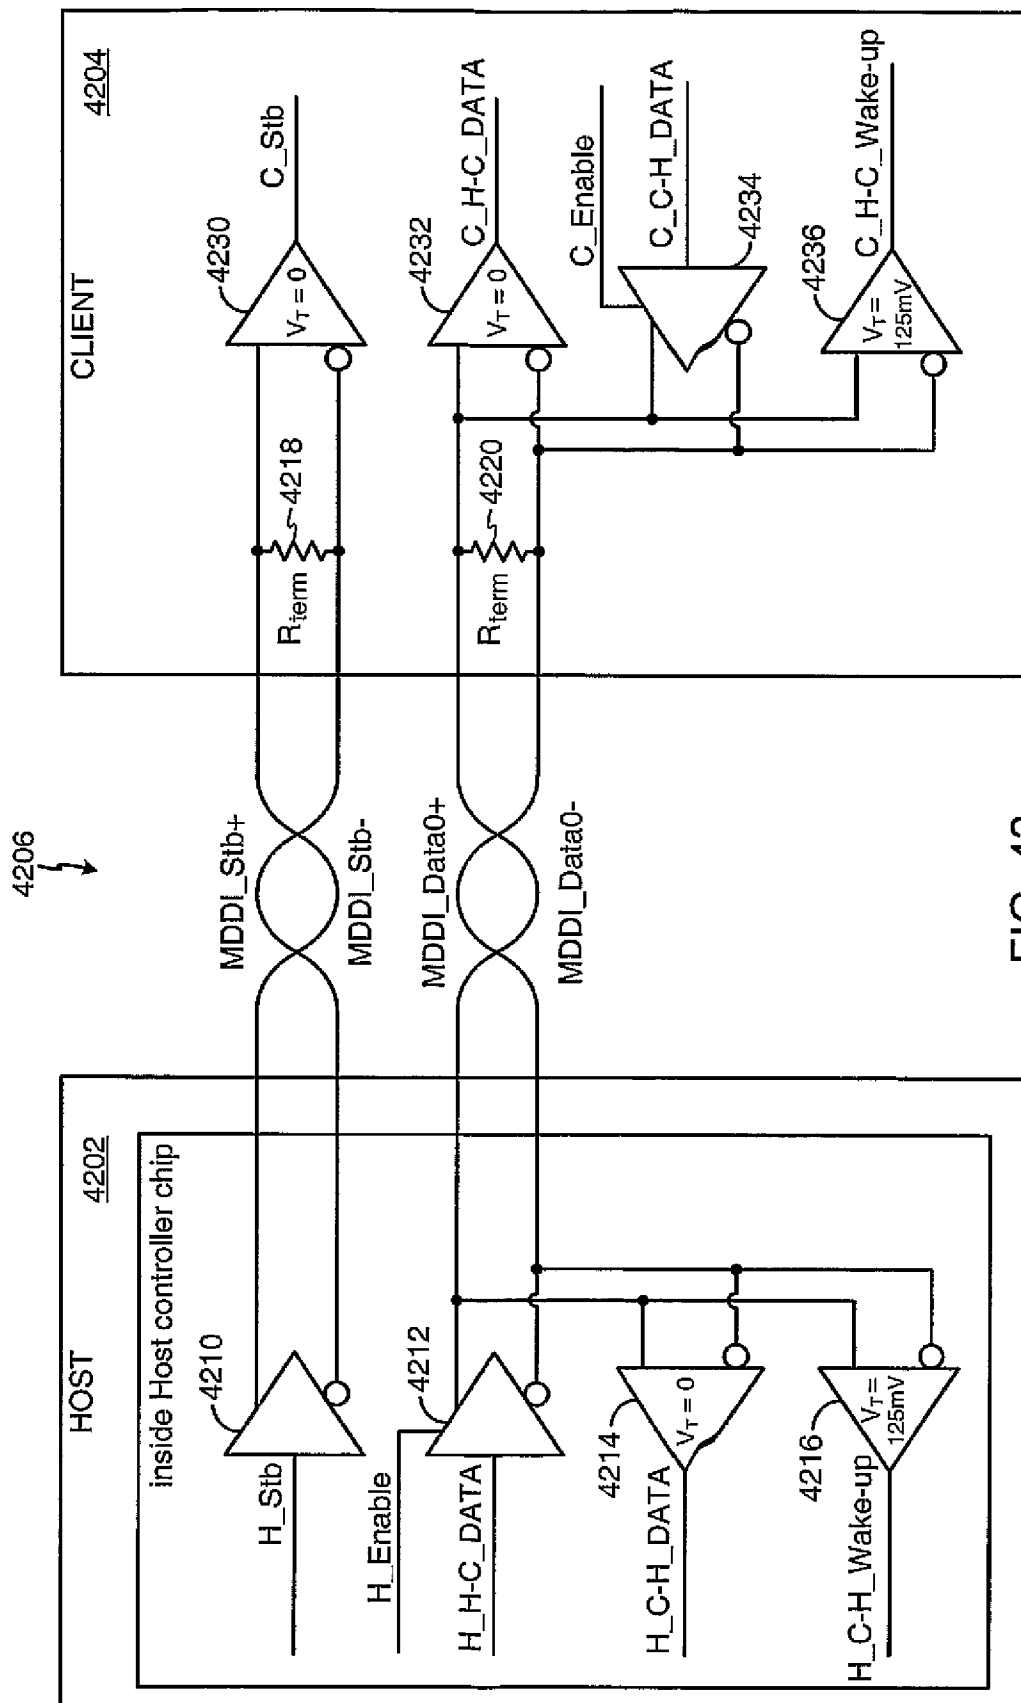 4206
HOST
4202
inside Host controller chip
4210
H_Stb
H_Enable
4212
H_H-C_DATA
4214
V_T = 0
H_C-H_DATA
4216
V_T =
125mV
H_C-H_Wake-up
MDDI_Stb+
MDDI_Stb-
MDDI_Data0+
MDDI_Data0-
CLIENT
4204
R_term
4218
4230
V_T = 0
C_Stb
R_term
4220
4232
V_T = 0
C_H-C_DATA
C_Enable
C_C-H_DATA
4234
4236
V_T =
125mV
C_H-C_Wake-up